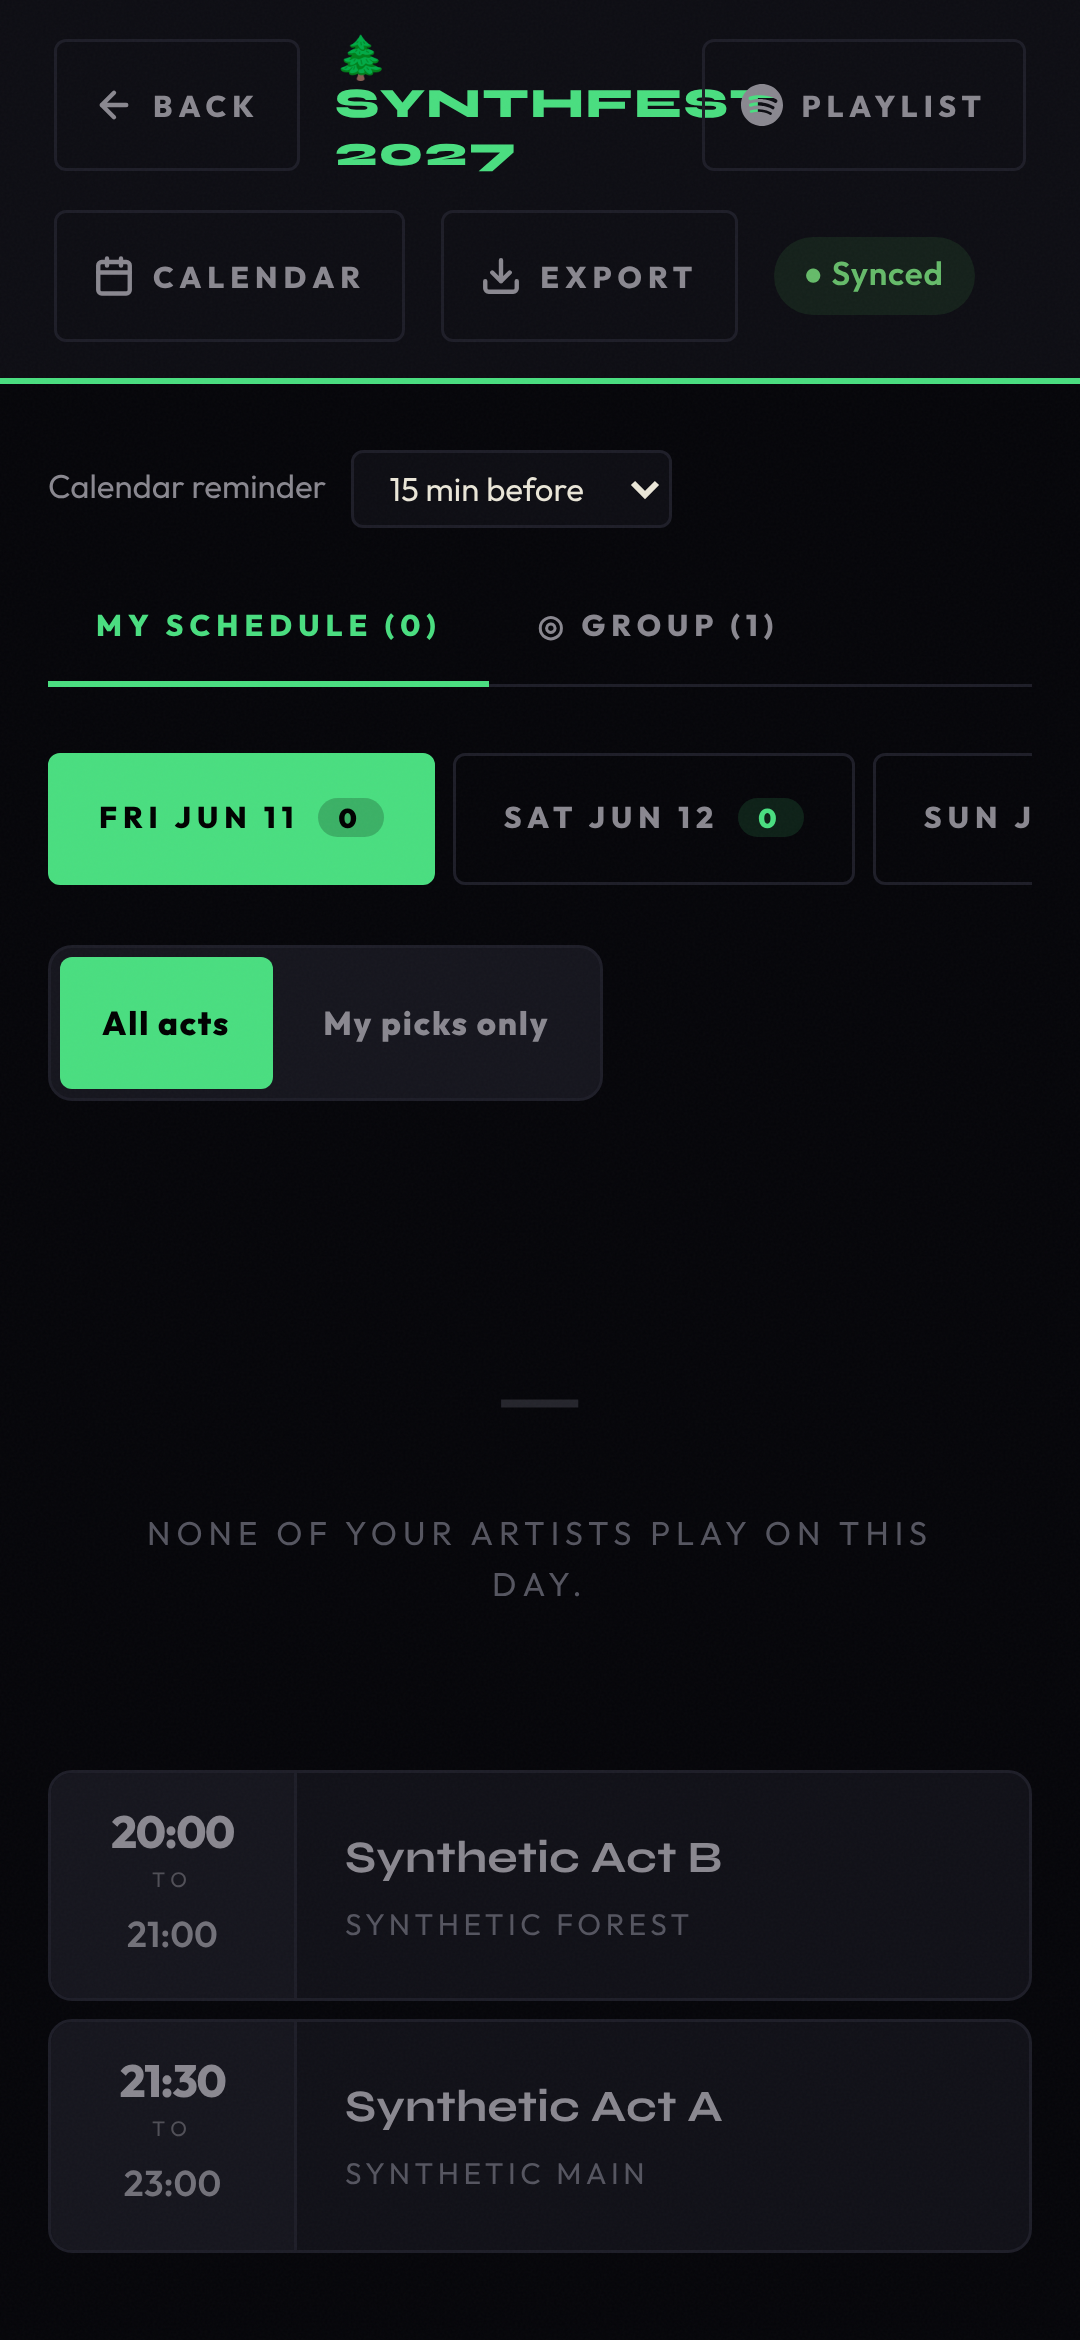 BACK
SYNTHFEST
2027
PLAYLIST
CALENDAR
EXPORT
Synced
Calendar reminder
15 min before
MY SCHEDULE (0)
◎ GROUP (1)
FRI JUN 11 0
SAT JUN 12 0
SUN J
All acts
My picks only
NONE OF YOUR ARTISTS PLAY ON THIS
DAY.
20:00
TO
21:00
Synthetic Act B
SYNTHETIC FOREST
21:30
TO
23:00
Synthetic Act A
SYNTHETIC MAIN